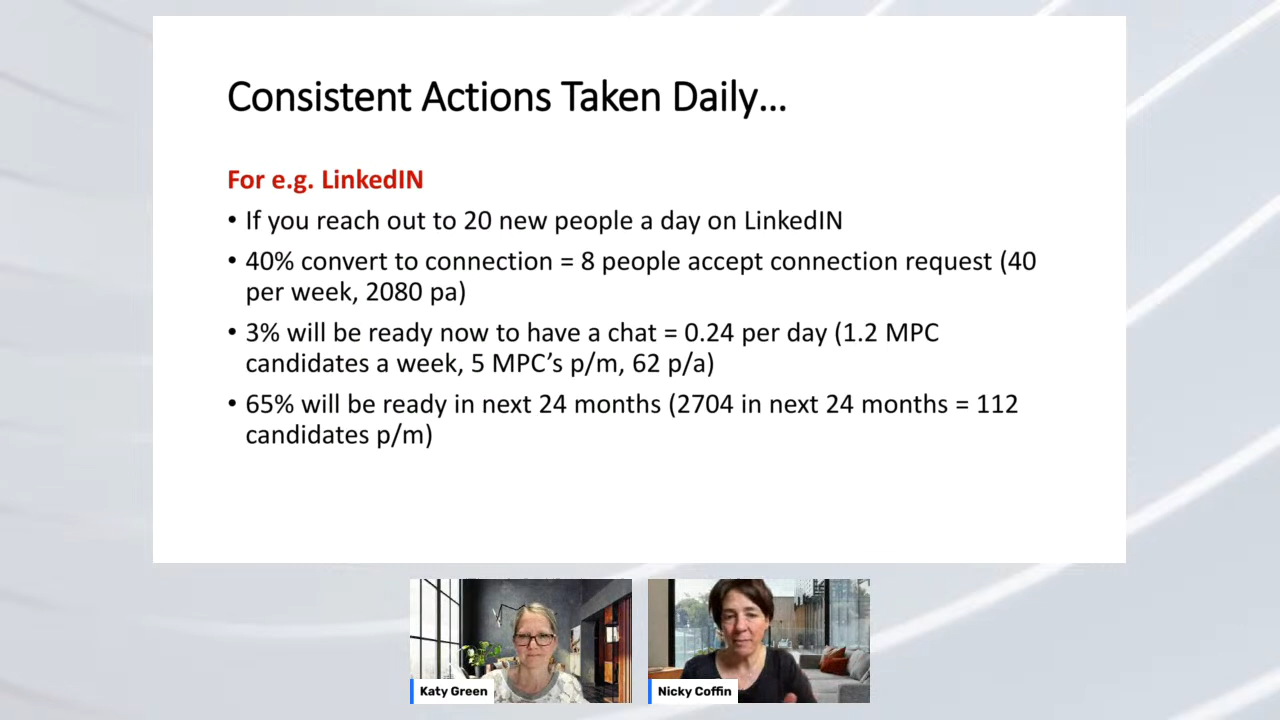 Consistent Actions Taken Daily...
For e.g. LinkedIN
• If you reach out to 20 new people a day on LinkedIN
• 40% convert to connection = 8 people accept connection request (40
per week, 2080 pa)
• 3% will be ready now to have a chat = 0.24 per day (1.2 MPC
candidates a week, 5 MPC’s p/m, 62 p/a)
• 65% will be ready in next 24 months (2704 in next 24 months = 112
candidates p/m)
Katy Green
Nicky Coffin